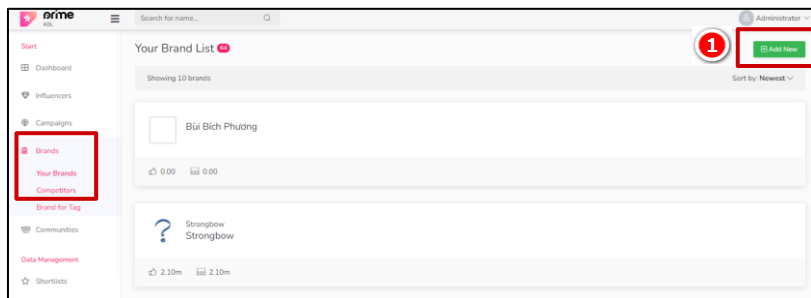 prime
KOL
Search for name...
Administrator
Start
Dashboard
Influencers
Campaigns
Brands
Your Brands
Competitors
Brand for Tag
Communities
Data Management
Shortlists
Your Brand List 64
1
Add New
Showing 10 brands
Sort by: Newest
Bùi Bích Phương
0.00 0.00
Strongbow
Strongbow
2.10m 2.10m